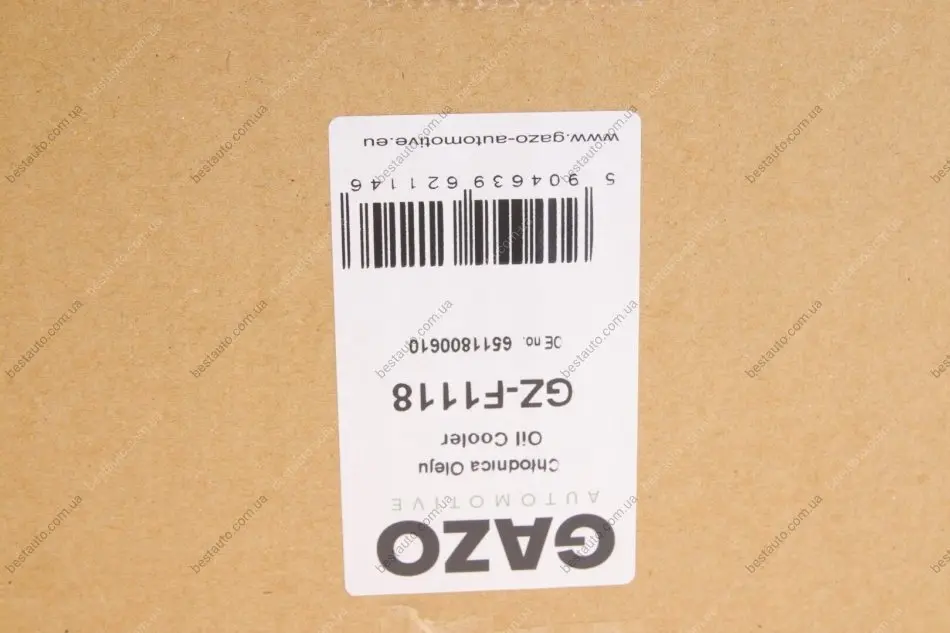 GAZO
AUTOMOTIVE
Chłodnica Oleju
Oil Cooler
GZ-F1118
OE no. 6511800610
5 904639 621146
www.gazo-automotive.eu
bestauto.com.ua